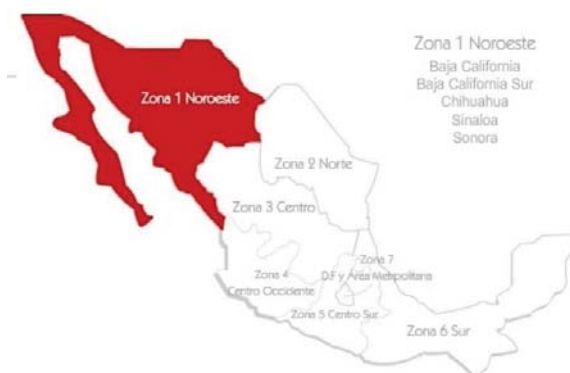 Zona 1 Noroeste
Baja California
Baja California Sur
Chihuahua
Sinaloa
Sonora
Zona 1 Noroeste
Zona 2 Norte
Zona 3 Centro
Zona 7
D.F y Área Metropolitana
Zona 4
Centro Occidente
Zona 5 Centro Sur
Zona 6 Sur